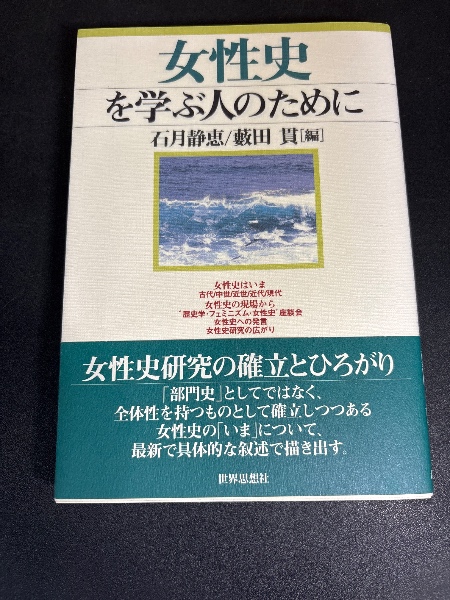 女性史
を学ぶ人のために
石月静恵/藪田 貫[編]
女性史はいま
古代/中世/近世/近代/現代
女性史の現場から
"歴史学・フェミニズム・女性史"座談会
女性史への発言
女性史研究の広がり
女性史研究の確立とひろがり
「部門史」としてではなく、
全体性を持つものとして確立しつつある
女性史の「いま」について、
最新で具体的な叙述で描き出す。
世界思想社